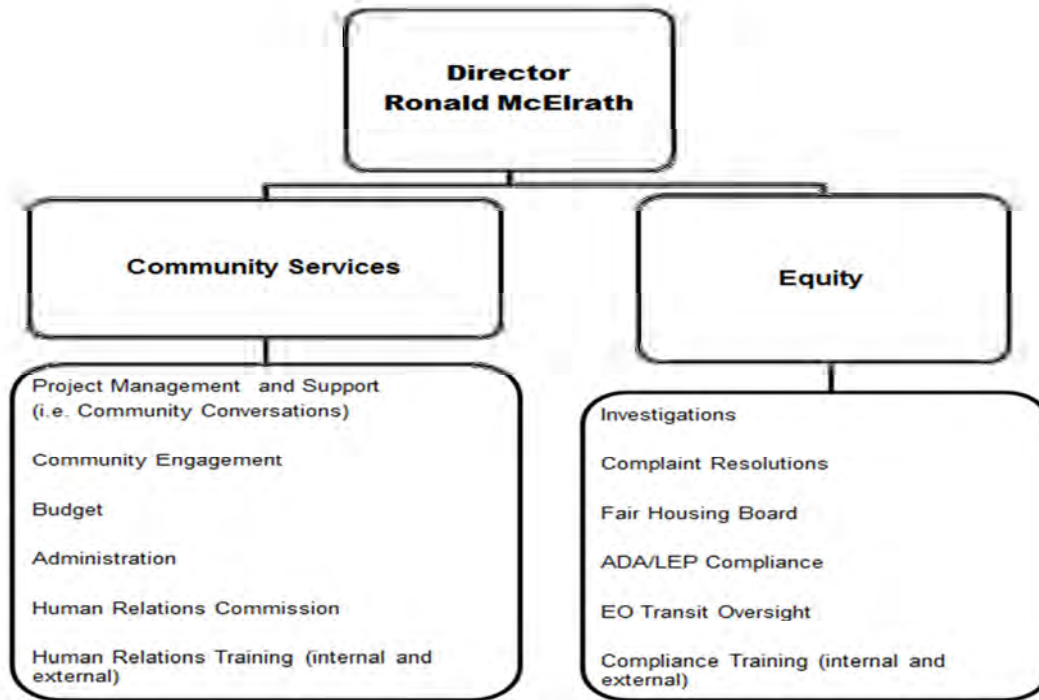 Director
Ronald McElrath
Community Services
Equity
Project Management and Support
(i.e. Community Conversations)
Community Engagement
Budget
Administration
Human Relations Commission
Human Relations Training (internal and
external)
Investigations
Complaint Resolutions
Fair Housing Board
ADA/LEP Compliance
EO Transit Oversight
Compliance Training (internal and
external)